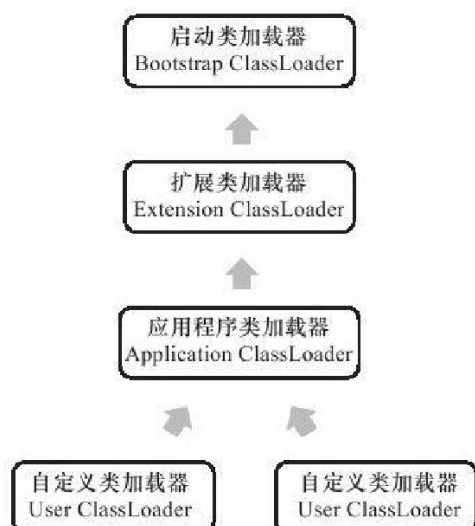 启动类加载器
Bootstrap ClassLoader
扩展类加载器
Extension ClassLoader
应用程序类加载器
Application ClassLoader
自定义类加载器
User ClassLoader
自定义类加载器
User ClassLoader